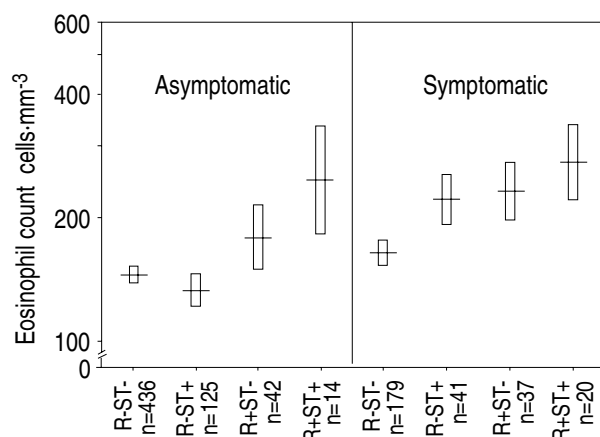 Eosinophil count cells·mm-3
600
400
200
100
0
Asymptomatic
Symptomatic
R-ST-
n=436
R-ST+
n=125
R+ST-
n=42
R+ST+
n=14
R-ST-
n=179
R-ST+
n=41
R+ST-
n=37
R+ST+
n=20